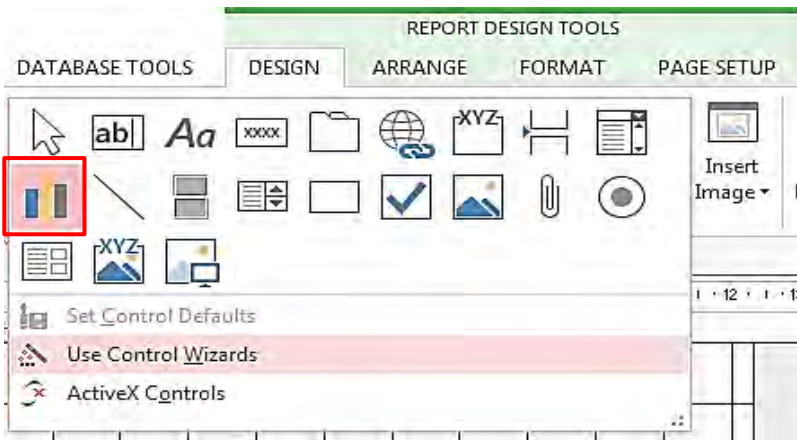 REPORT DESIGN TOOLS
DATABASE TOOLS DESIGN ARRANGE FORMAT PAGE SETUP
ab Aa XXXX XYZ
Insert
Image
XYZ
12
Set Control Defaults
Use Control Wizards
ActiveX Controls